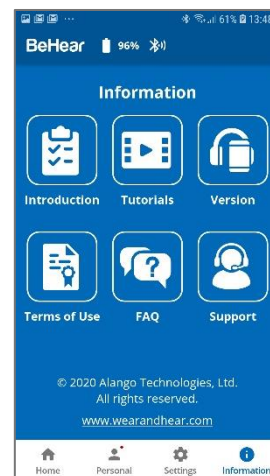 61% 13:48
BeHear 96%
Information
Introduction Tutorials Version
Terms of Use FAQ Support
© 2020 Alango Technologies, Ltd.
All rights reserved.
www.wearandhear.com
Home Personal Settings Information